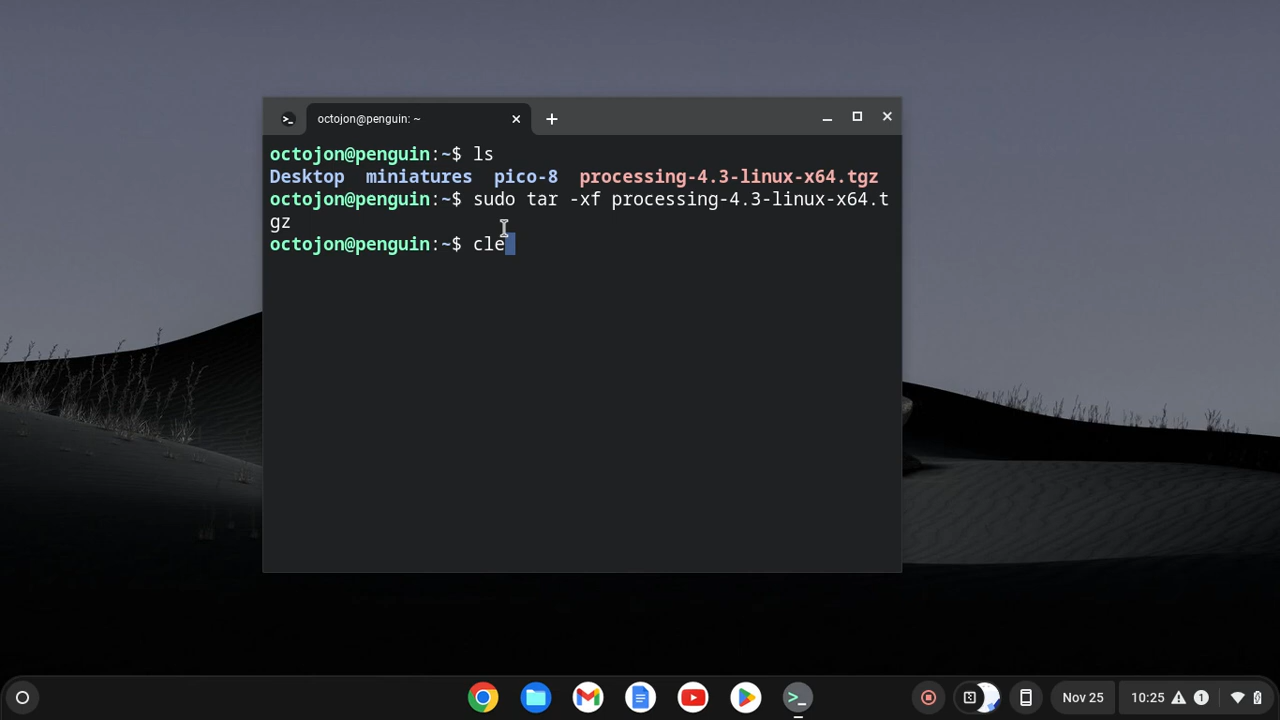 octojon@penguin: ~
octojon@penguin:~$ ls
Desktop miniatures pico-8 processing-4.3-linux-x64.tgz
octojon@penguin:~$ sudo tar -xf processing-4.3-linux-x64.t
gz
octojon@penguin:~$ cle
Nov 25 10:25 1